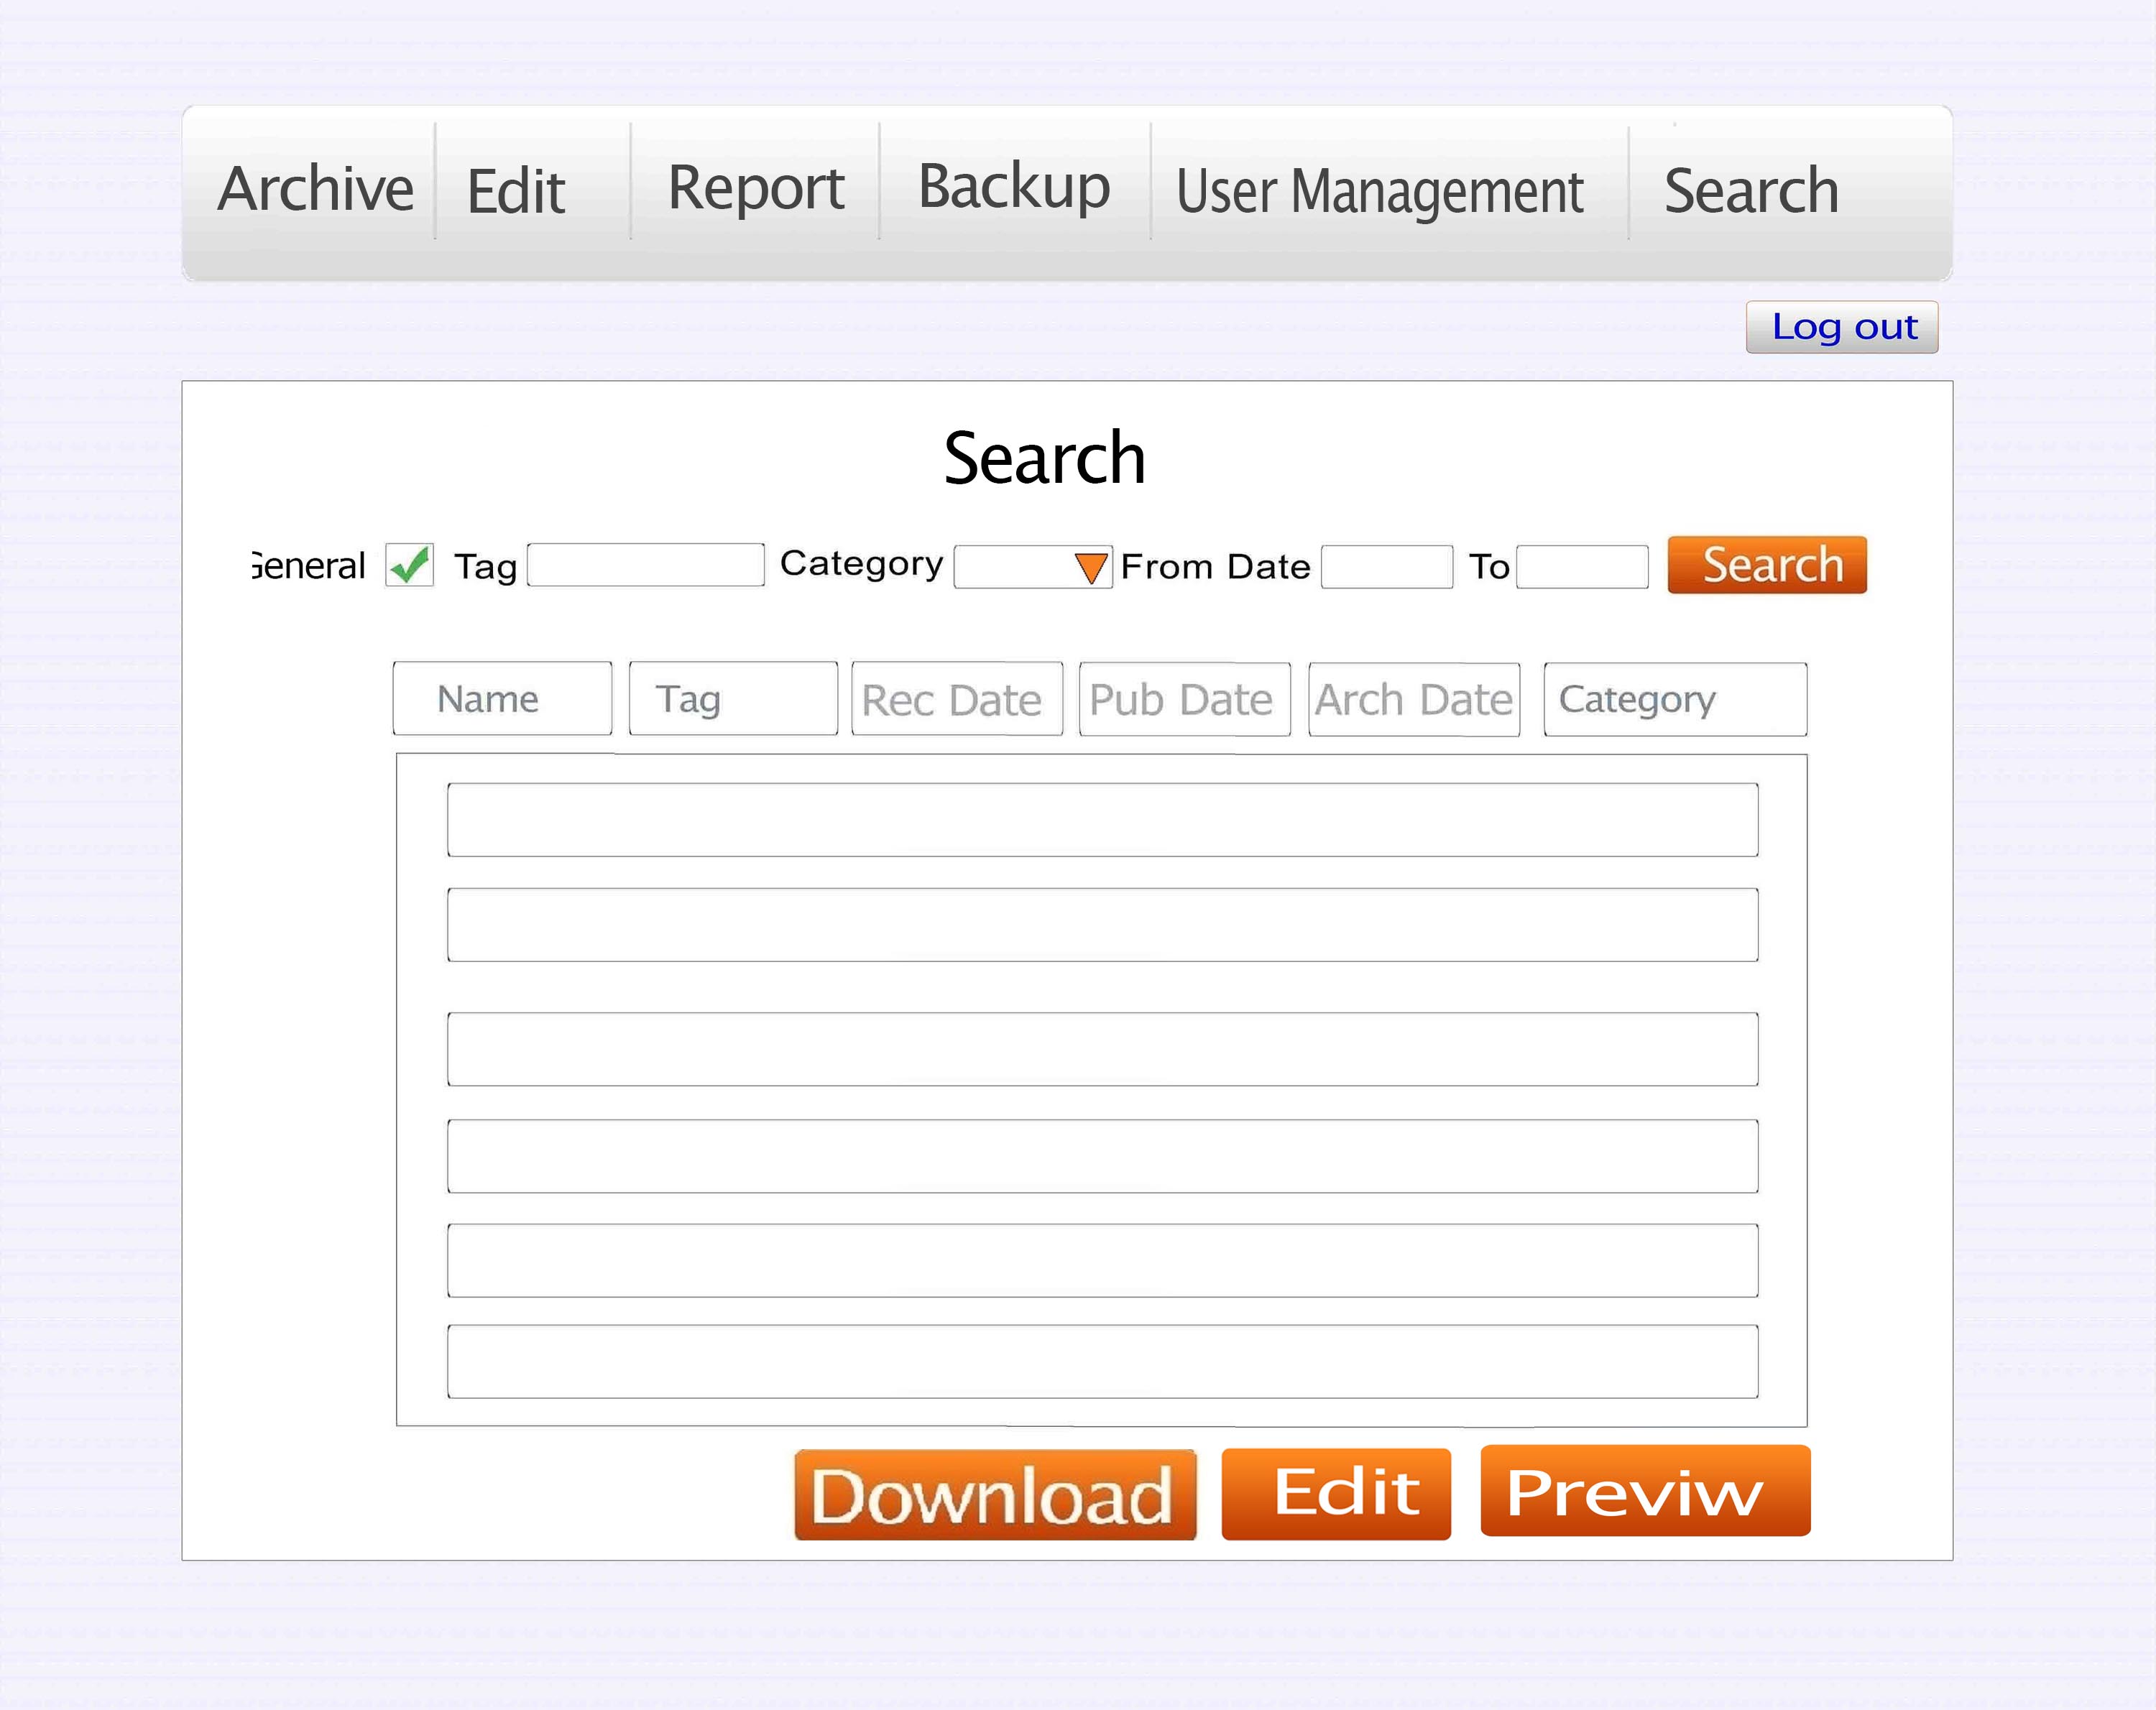 Archive Edit Report Backup User Management Search
Log out
Search
General Tag Category From Date To Search
Name Tag Rec Date Pub Date Arch Date Category
Download Edit Previw